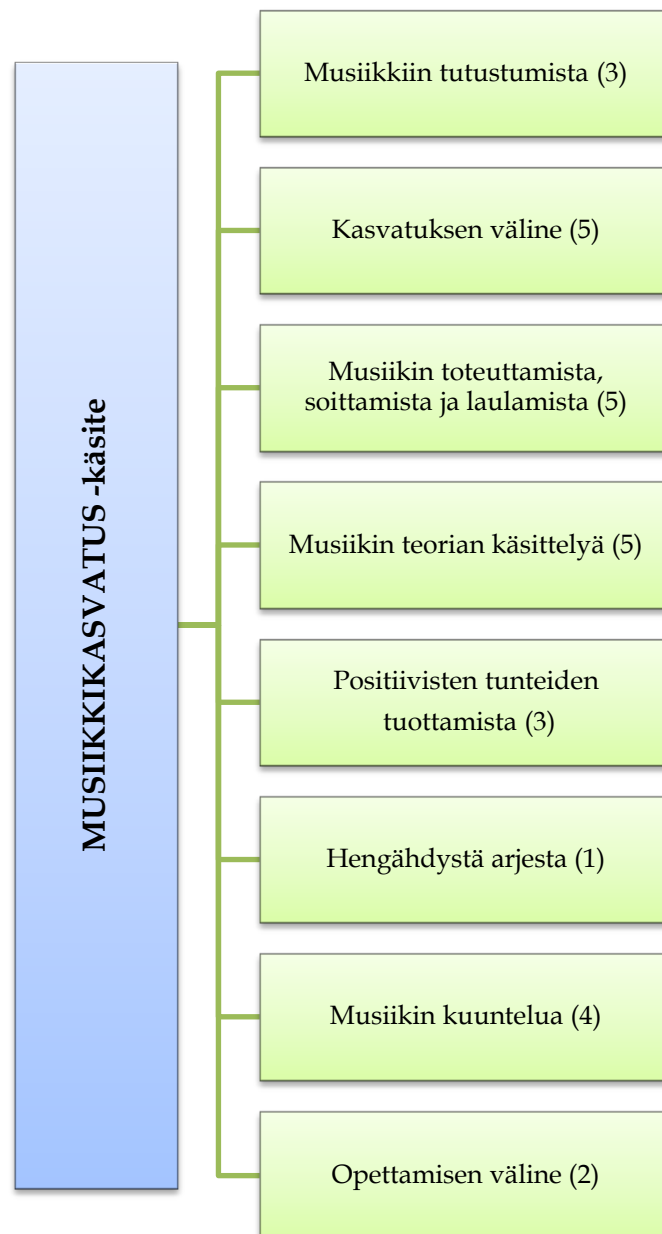 MUSIIKKIKASVATUS -käsite
Musiikkiin tutustumista (3)
Kasvatuksen väline (5)
Musiikin toteuttamista,
soittamista ja laulamista (5)
Musiikin teorian käsittelyä (5)
Positiivisten tunteiden
tuottamista (3)
Hengähdystä arjesta (1)
Musiikin kuuntelua (4)
Opettamisen väline (2)